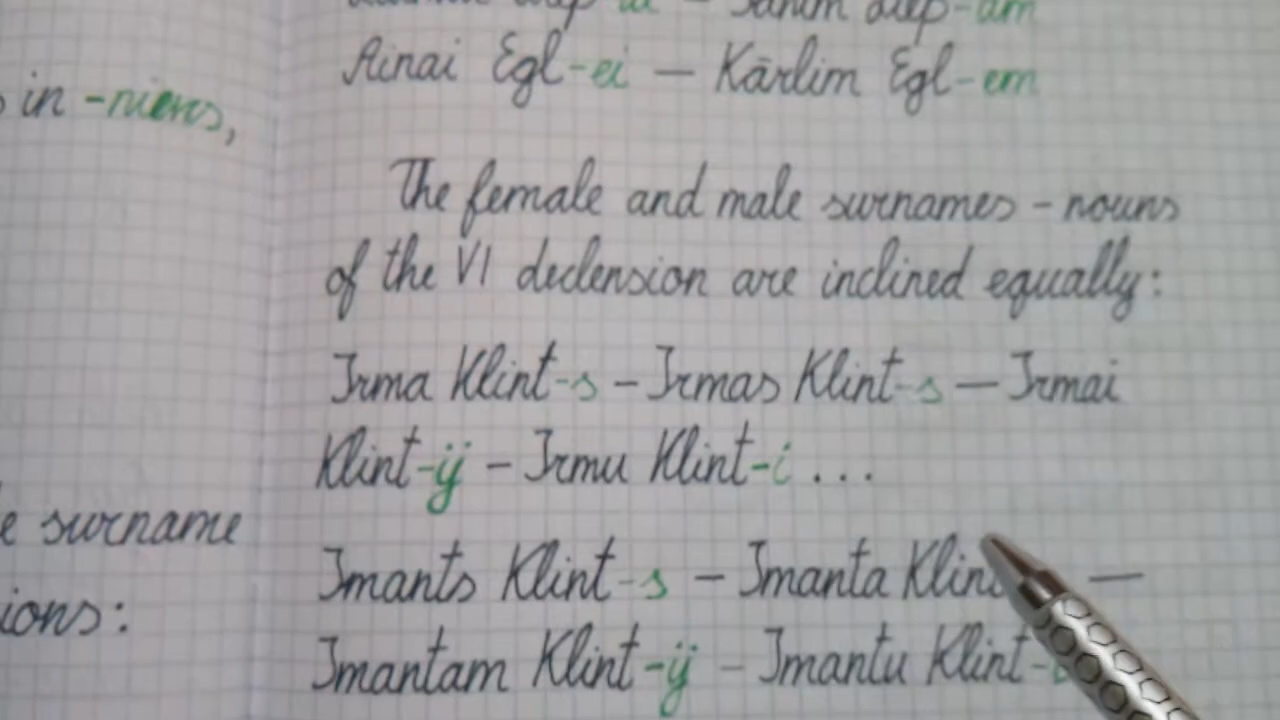 in -niens,
e surname
ions:
Ainai Egl-ei — Kārlim Egl-em
The female and male surnames - nouns
of the VI declension are inclined equally:
Irma Klint-s – Irmas Klint-s — Irmai
Klint-ij – Irmu Klint-i ...
Imants Klint-s – Imanta Klint —
Imantam Klint-ij – Imantu Klint-